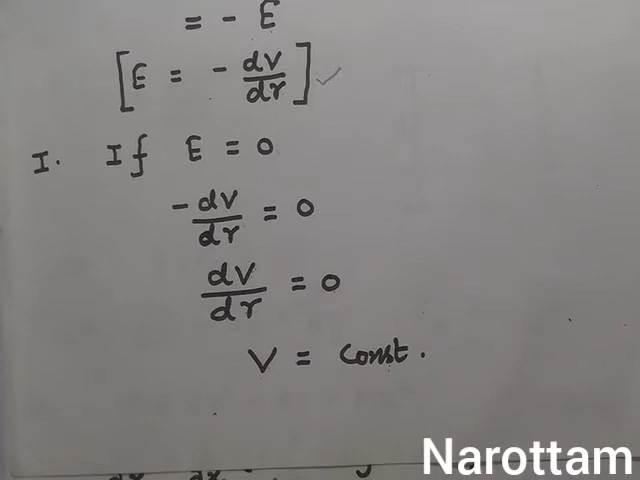 = - E
[E = - dV/dr] ✓
I. If E = 0
- dV/dr = 0
dV/dr = 0
V = Const.
Narottam